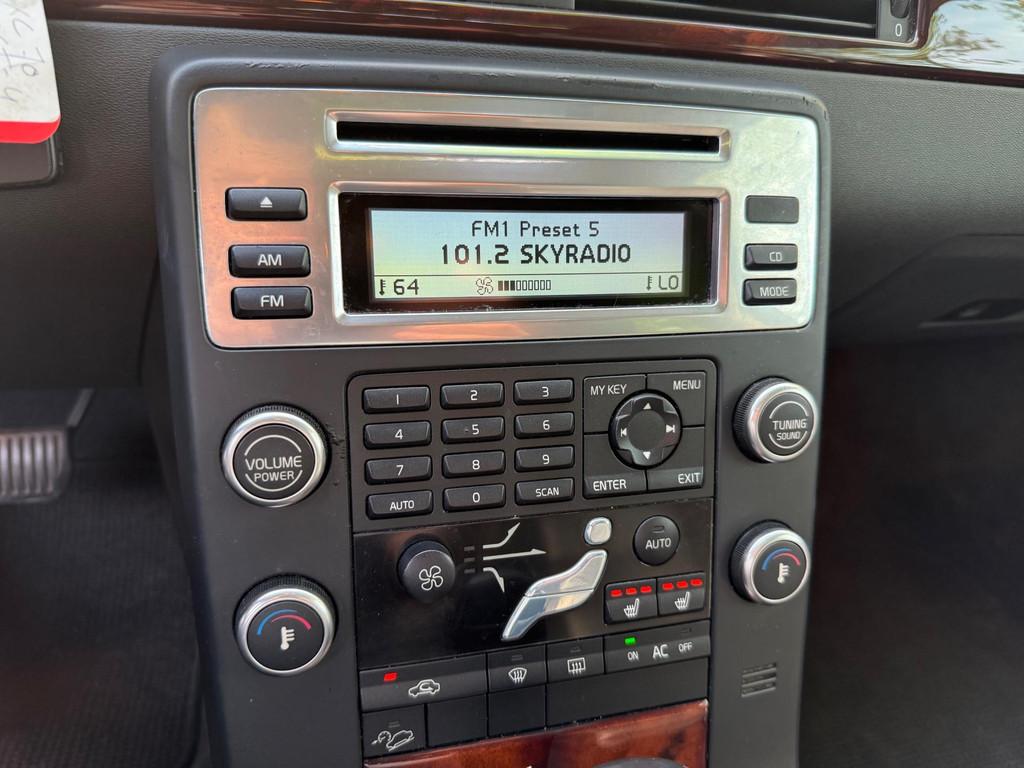 0
FM1 Preset 5
101.2 SKYRADIO
64
LO
AM
FM
CD
MODE
1
2
3
4
5
6
7
8
9
AUTO
0
SCAN
MY KEY
MENU
ENTER
EXIT
VOLUME
POWER
TUNING
SOUND
AUTO
ON
AC
OFF